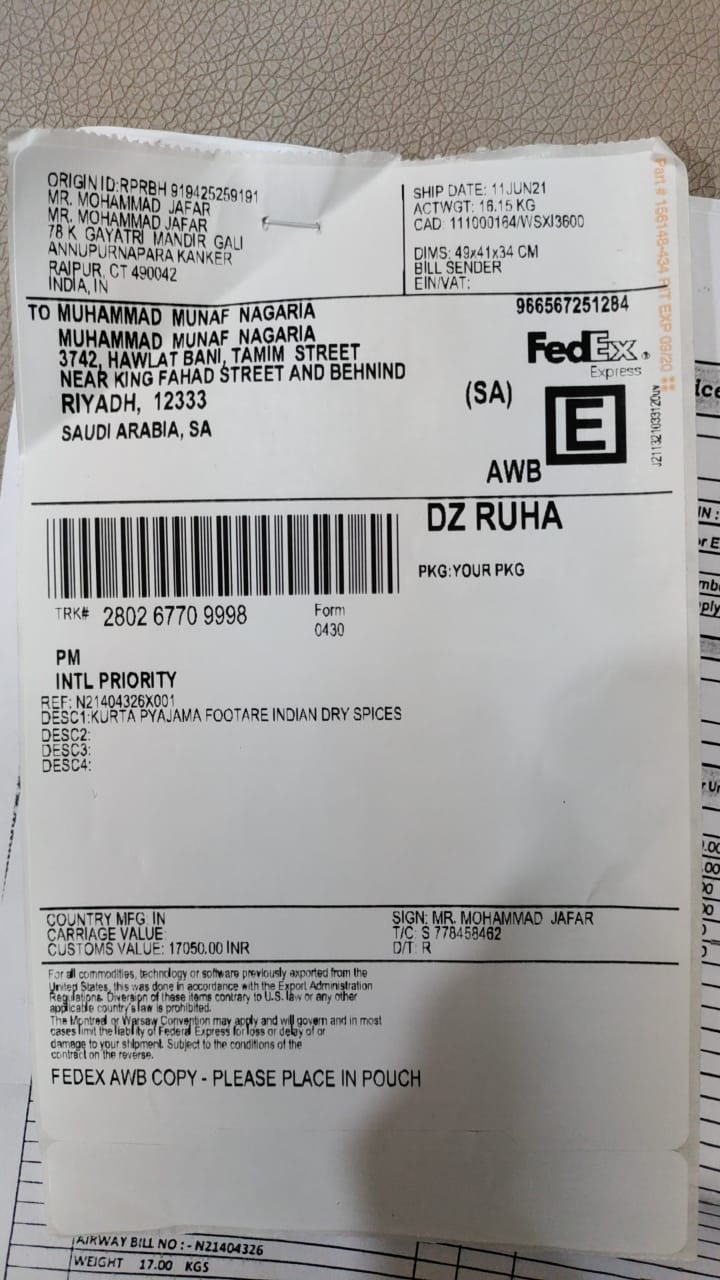 ORIGIN ID:RPRBH 919425259191
MR. MOHAMMAD JAFAR
MR. MOHAMMAD JAFAR
78 K GAYATRI MANDIR GALI
ANNUPURNAPARA KANKER
RAIPUR, CT 490042
INDIA, IN
SHIP DATE: 11JUN21
ACTWGT: 16.15 KG
CAD: 111000164/WSXI3600
DIMS: 49x41x34 CM
BILL SENDER
EIN/VAT:
Part # 156148-434 EXP 09/20
TO MUHAMMAD MUNAF NAGARIA
MUHAMMAD MUNAF NAGARIA
3742, HAWLAT BANI, TAMIM STREET
NEAR KING FAHAD STREET AND BEHNIND
RIYADH, 12333
SAUDI ARABIA, SA
966567251284
FedEx
Express
(SA)
E
AWB
J211321033120uv
DZ RUHA
PKG:YOUR PKG
TRK# 2802 6770 9998
Form
0430
PM
INTL PRIORITY
REF: N21404326X001
DESC1:KURTA PYAJAMA FOOTARE INDIAN DRY SPICES
DESC2:
DESC3:
DESC4:
COUNTRY MFG: IN
CARRIAGE VALUE
CUSTOMS VALUE: 17050.00 INR
SIGN: MR. MOHAMMAD JAFAR
T/C: S 778458462
D/T: R
For all commodities, technology or software previously exported from the
United States, this was done in accordance with the Export Administration
Regulations. Diversion of these items contrary to U.S. law or any other
applicable country's law is prohibited.
The Montreal or Warsaw Convention may apply and will govern and in most
cases limit the liability of Federal Express for loss or delay of or
damage to your shipment. Subject to the conditions of the
contract on the reverse.
FEDEX AWB COPY - PLEASE PLACE IN POUCH
AIRWAY BILL NO : - N21404326
WEIGHT 17.00 KGS